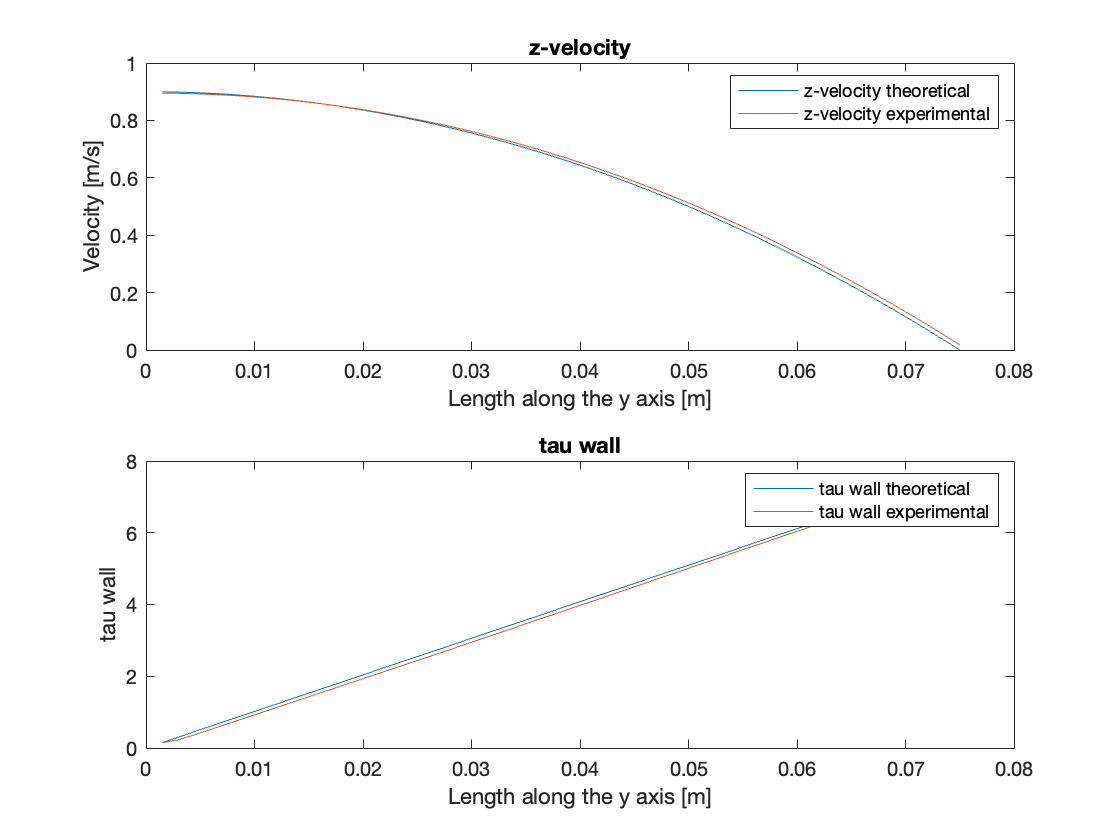 z-velocity
1
0.8
0.6
0.4
0.2
0
Velocity [m/s]
z-velocity theoretical
z-velocity experimental
0 0.01 0.02 0.03 0.04 0.05 0.06 0.07 0.08
Length along the y axis [m]
tau wall
8
6
4
2
0
tau wall
tau wall theoretical
tau wall experimental
0 0.01 0.02 0.03 0.04 0.05 0.06 0.07 0.08
Length along the y axis [m]